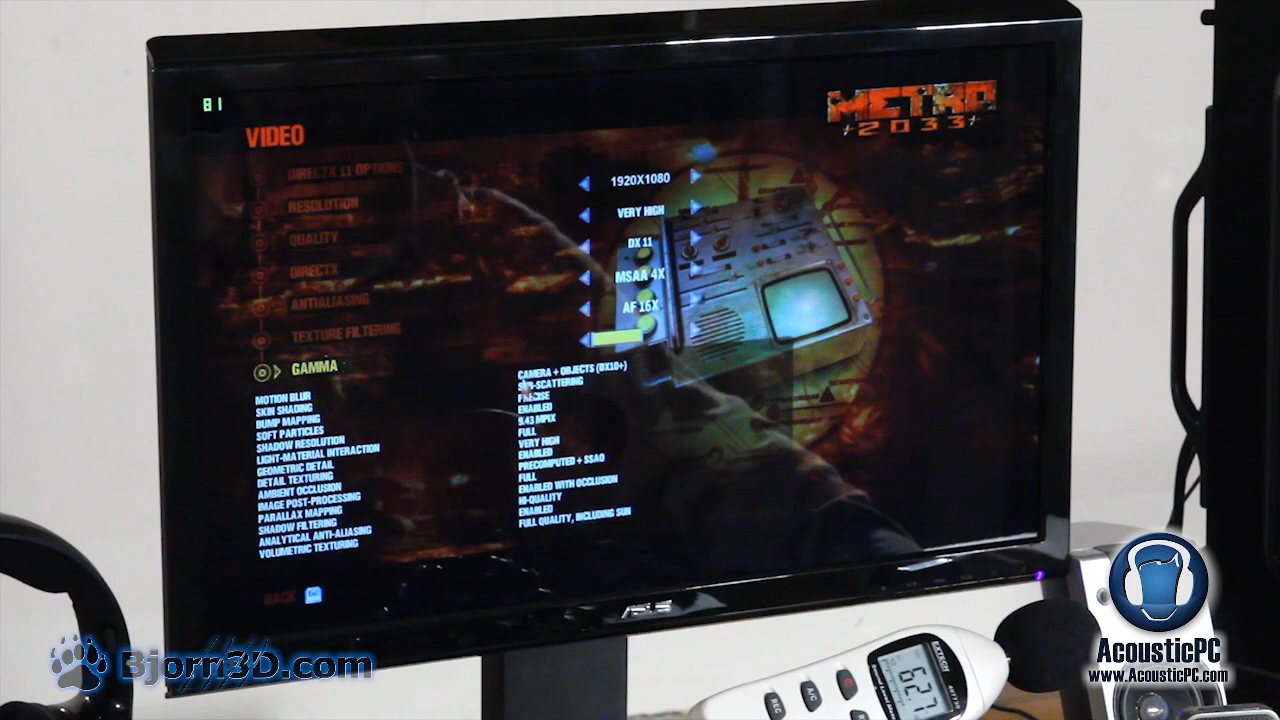 81
METRO
2033
VIDEO
DIRECTX 11 OPTIONS
RESOLUTION
1920X1080
QUALITY
VERY HIGH
DIRECTX
DX 11
ANTIALIASING
MSAA 4X
TEXTURE FILTERING
AF 16X
GAMMA
MOTION BLUR
CAMERA + OBJECTS (DX10+)
SKIN SHADING
SUB-SCATTERING
BUMP MAPPING
PRECISE
SOFT PARTICLES
ENABLED
SHADOW RESOLUTION
9.43 MPIX
LIGHT-MATERIAL INTERACTION
FULL
GEOMETRIC DETAIL
VERY HIGH
DETAIL TEXTURING
ENABLED
AMBIENT OCCLUSION
PRECOMPUTED + SSAO
IMAGE POST-PROCESSING
FULL
PARALLAX MAPPING
ENABLED WITH OCCLUSION
SHADOW FILTERING
HI-QUALITY
ANALYTICAL ANTI-ALIASING
ENABLED
VOLUMETRIC TEXTURING
FULL QUALITY, INCLUDING SUN
BACK
Esc
ASUS
Bjorn3D.com
EXTECH
62.7
A/C
REC
AcousticPC
www.AcousticPC.com